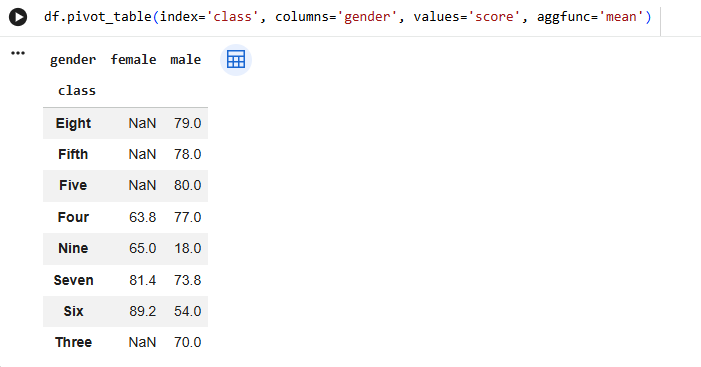 df.pivot_table(index='class', columns='gender', values='score', aggfunc='mean')
gender female male
class
Eight NaN 79.0
Fifth NaN 78.0
Five NaN 80.0
Four 63.8 77.0
Nine 65.0 18.0
Seven 81.4 73.8
Six 89.2 54.0
Three NaN 70.0